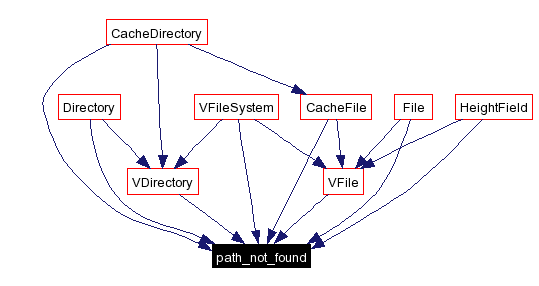 CacheDirectory
Directory
VFileSystem
CacheFile
File
HeightField
VDirectory
VFile
path_not_found